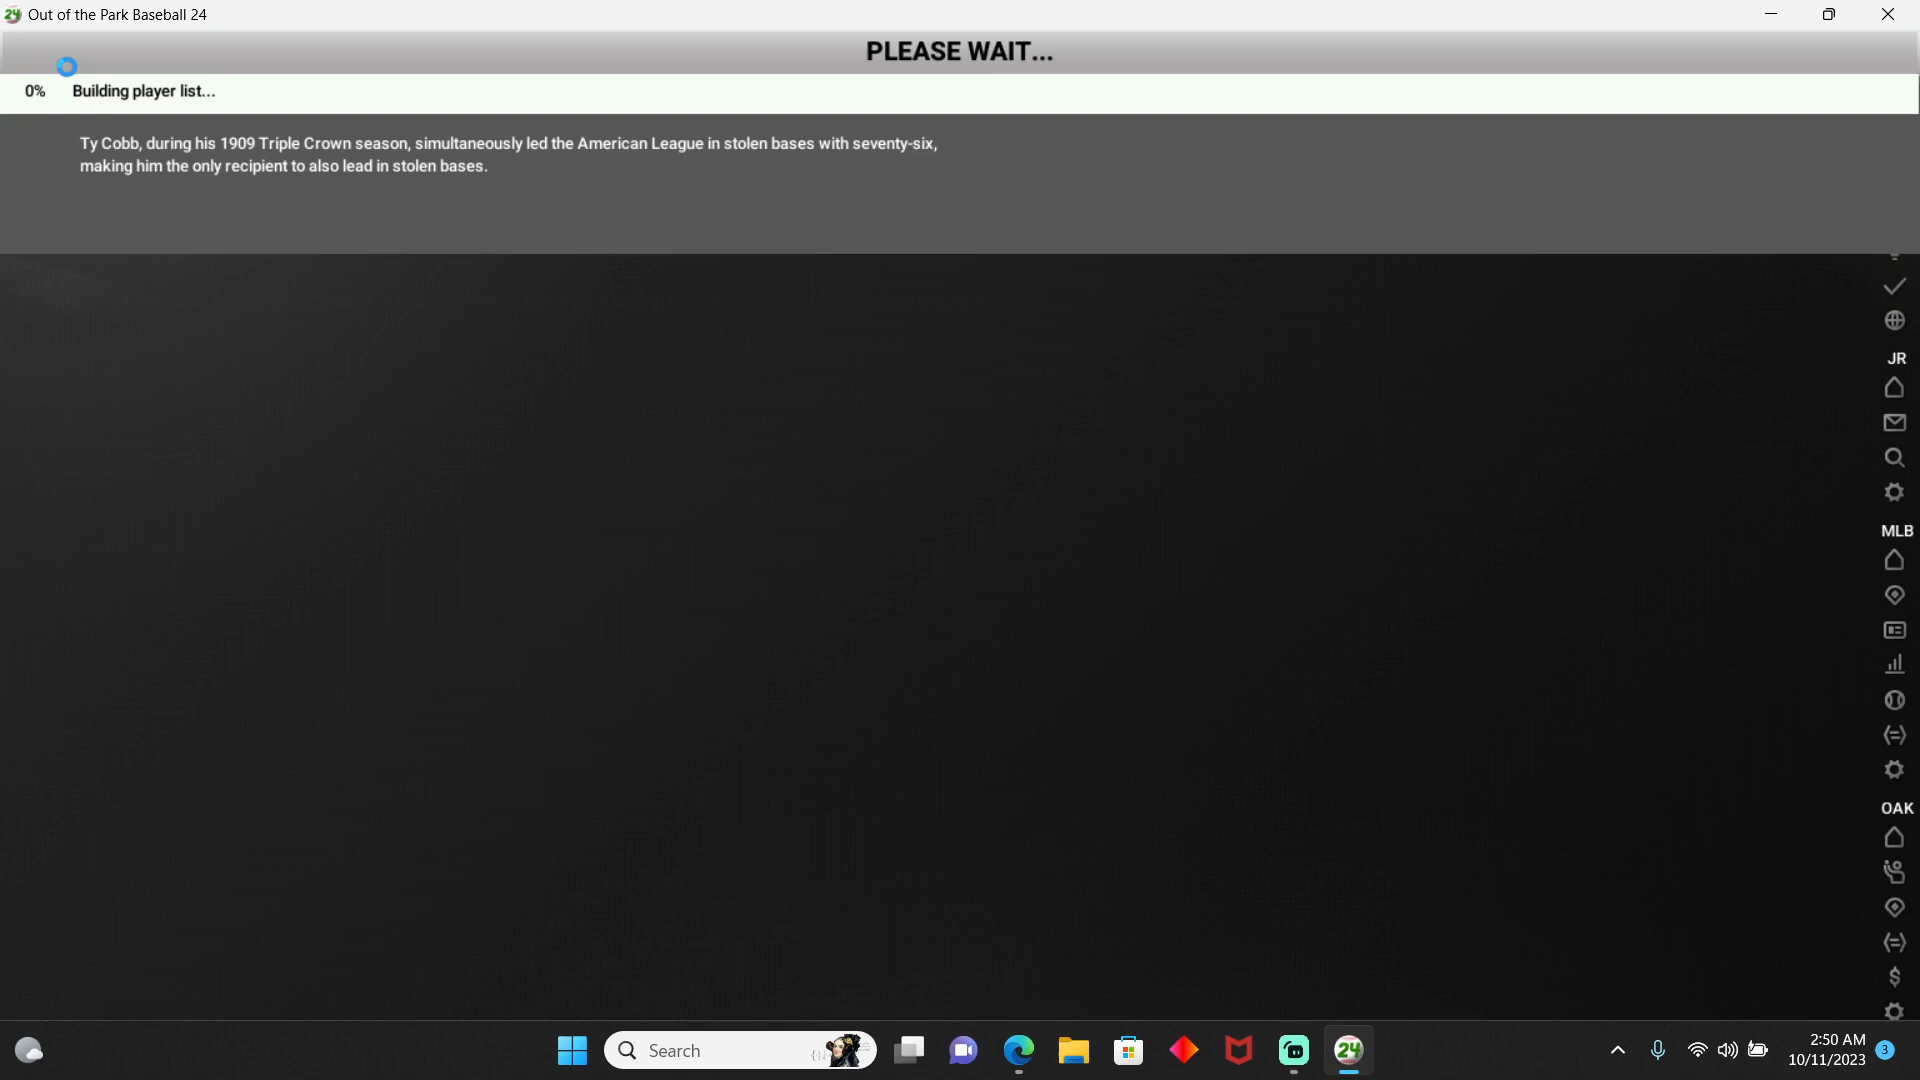 Out of the Park Baseball 24
PLEASE WAIT...
0% Building player list...
Ty Cobb, during his 1909 Triple Crown season, simultaneously led the American League in stolen bases with seventy-six,
making him the only recipient to also lead in stolen bases.
JR
MLB
OAK
Search
24
2:50 AM
10/11/2023
3